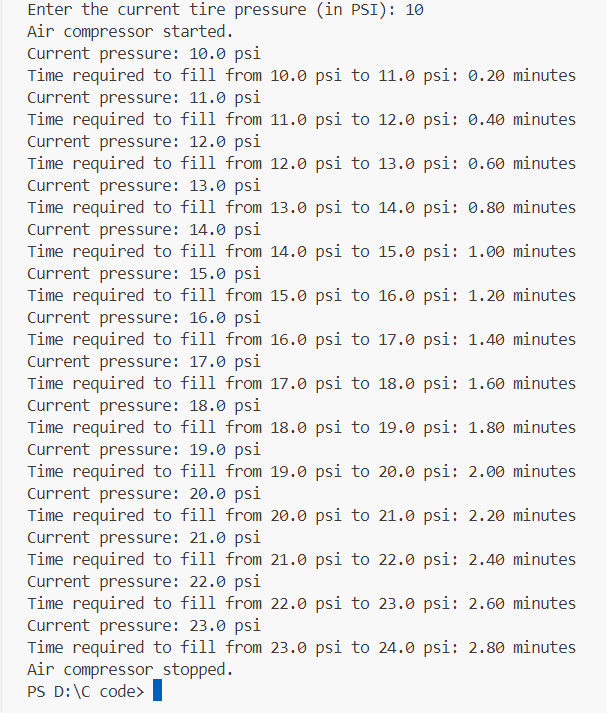 Enter the current tire pressure (in PSI): 10
Air compressor started.
Current pressure: 10.0 psi
Time required to fill from 10.0 psi to 11.0 psi: 0.20 minutes
Current pressure: 11.0 psi
Time required to fill from 11.0 psi to 12.0 psi: 0.40 minutes
Current pressure: 12.0 psi
Time required to fill from 12.0 psi to 13.0 psi: 0.60 minutes
Current pressure: 13.0 psi
Time required to fill from 13.0 psi to 14.0 psi: 0.80 minutes
Current pressure: 14.0 psi
Time required to fill from 14.0 psi to 15.0 psi: 1.00 minutes
Current pressure: 15.0 psi
Time required to fill from 15.0 psi to 16.0 psi: 1.20 minutes
Current pressure: 16.0 psi
Time required to fill from 16.0 psi to 17.0 psi: 1.40 minutes
Current pressure: 17.0 psi
Time required to fill from 17.0 psi to 18.0 psi: 1.60 minutes
Current pressure: 18.0 psi
Time required to fill from 18.0 psi to 19.0 psi: 1.80 minutes
Current pressure: 19.0 psi
Time required to fill from 19.0 psi to 20.0 psi: 2.00 minutes
Current pressure: 20.0 psi
Time required to fill from 20.0 psi to 21.0 psi: 2.20 minutes
Current pressure: 21.0 psi
Time required to fill from 21.0 psi to 22.0 psi: 2.40 minutes
Current pressure: 22.0 psi
Time required to fill from 22.0 psi to 23.0 psi: 2.60 minutes
Current pressure: 23.0 psi
Time required to fill from 23.0 psi to 24.0 psi: 2.80 minutes
Air compressor stopped.
PS D:\C code>